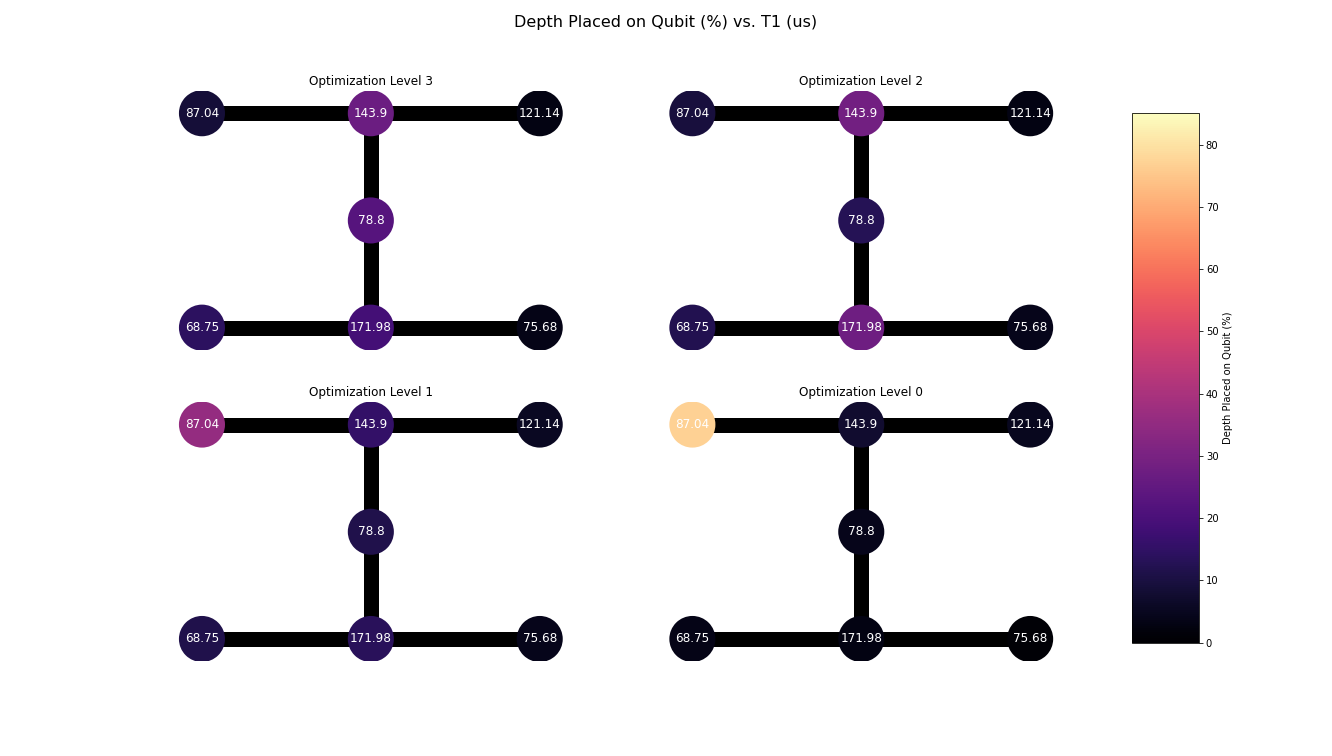 Depth Placed on Qubit (%) vs. T1 (us)
Optimization Level 3
87.04 143.9 121.14
78.8
68.75 171.98 75.68
Optimization Level 2
87.04 143.9 121.14
78.8
68.75 171.98 75.68
Optimization Level 1
87.04 143.9 121.14
78.8
68.75 171.98 75.68
Optimization Level 0
87.04 143.9 121.14
78.8
68.75 171.98 75.68
80
70
60
50
40
30
20
10
0
Depth Placed on Qubit (%)